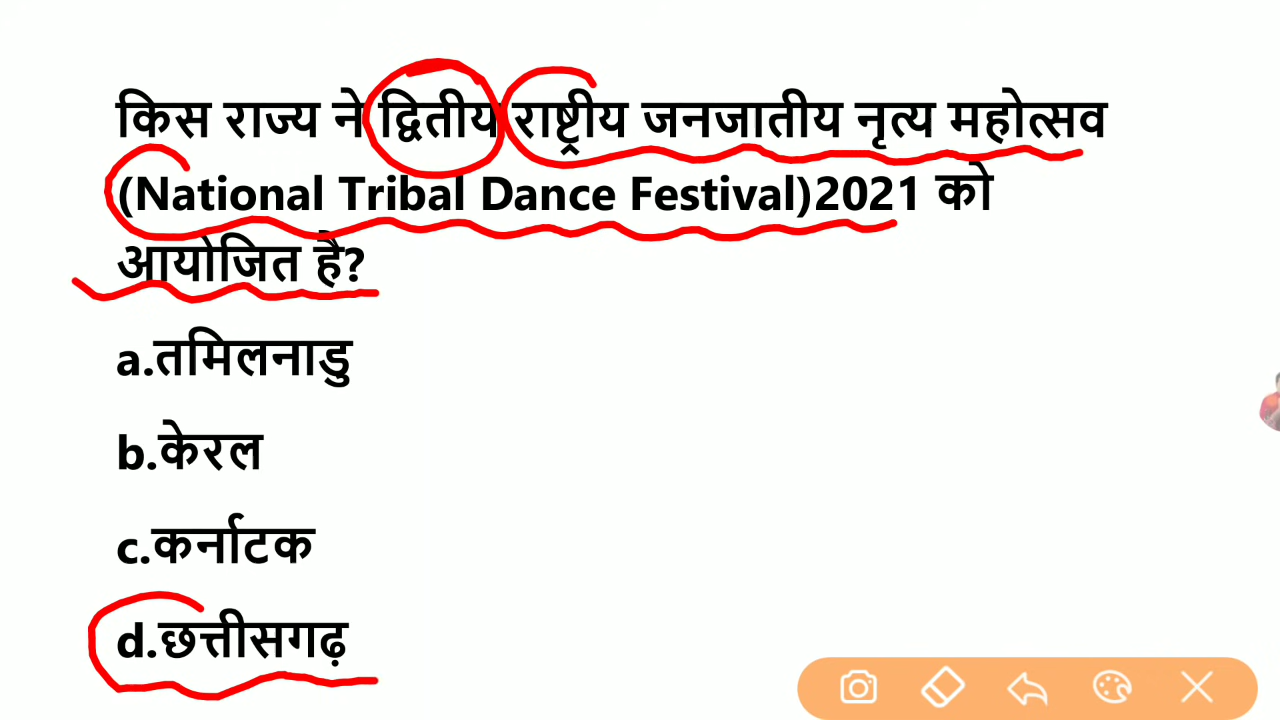 किस राज्य ने द्वितीय राष्ट्रीय जनजातीय नृत्य महोत्सव
(National Tribal Dance Festival)2021 को
आयोजित है?
a.तमिलनाडु
b.केरल
c.कर्नाटक
d.छत्तीसगढ़